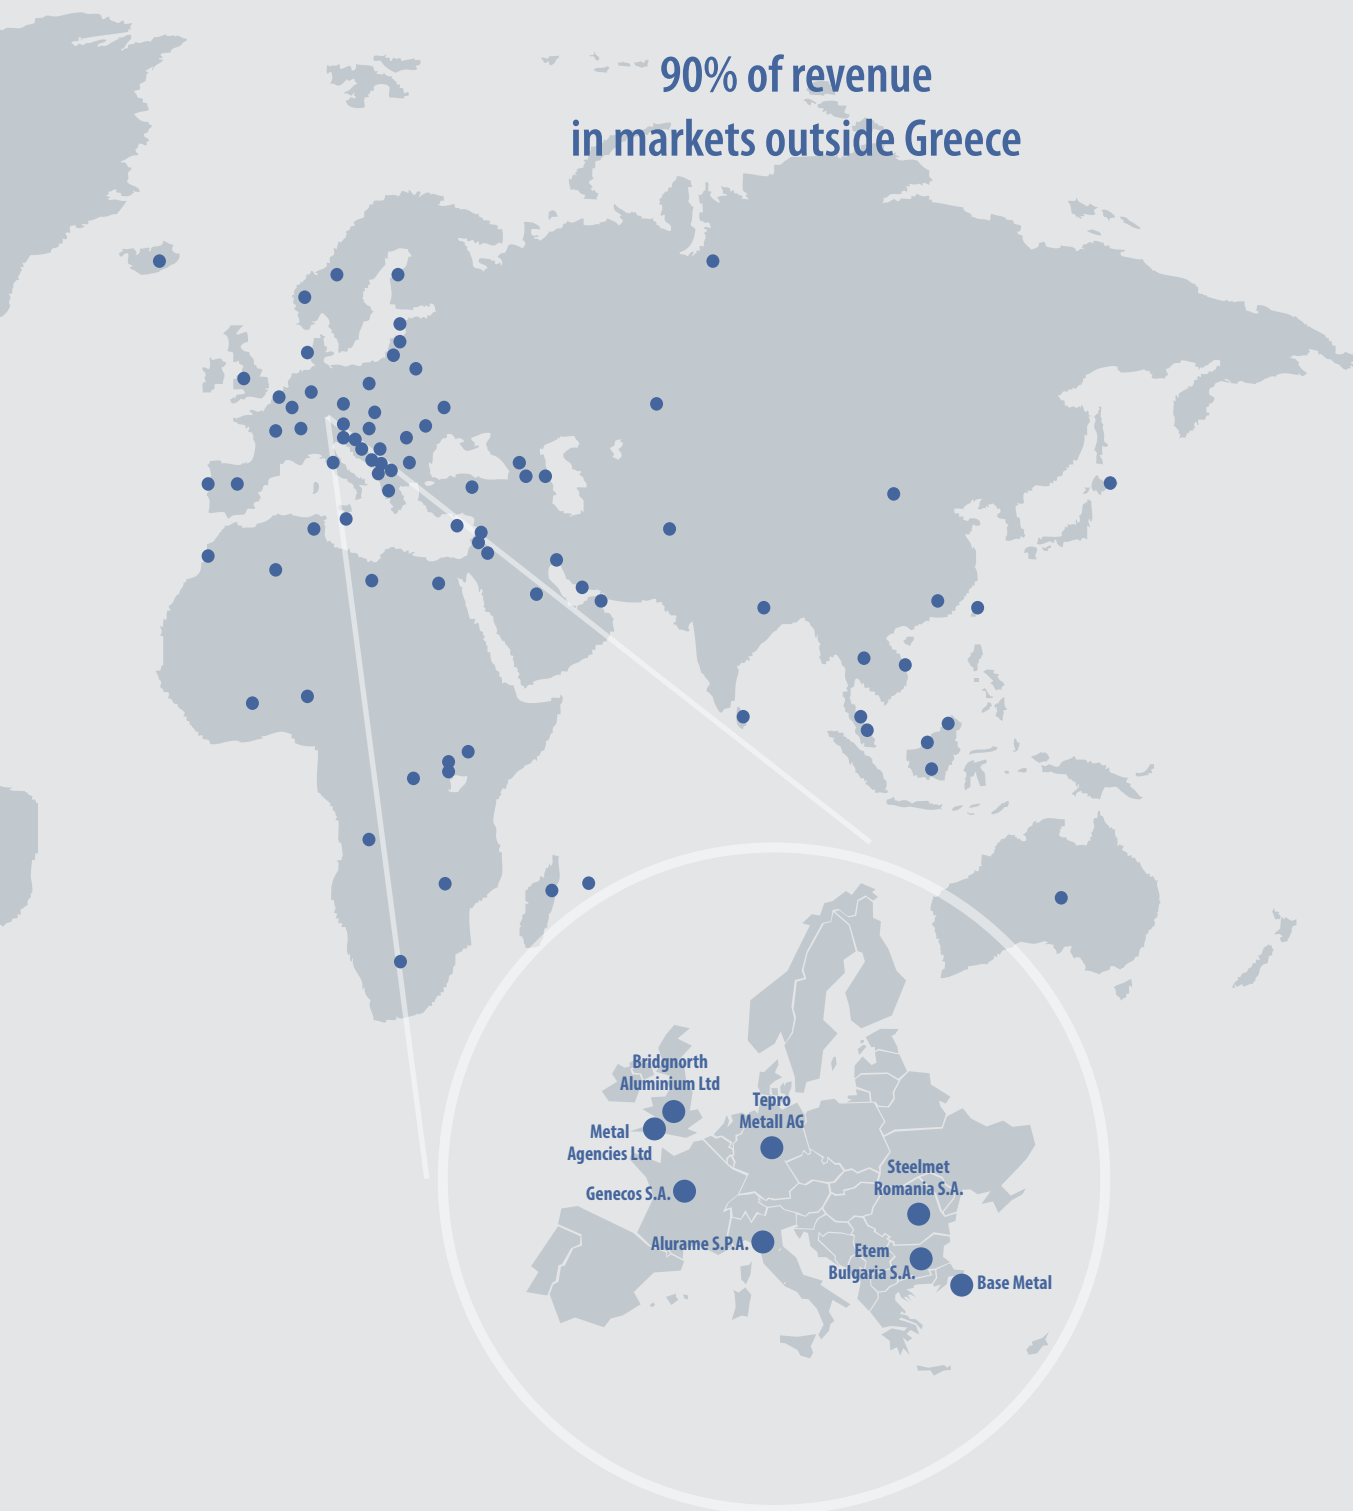 90% of revenue
in markets outside Greece
Bridgnorth
Aluminium Ltd
Tepro
Metall AG
Metal
Agencies Ltd
Steelmet
Romania S.A.
Genecos S.A.
Alurame S.P.A.
Etem
Bulgaria S.A.
Base Metal